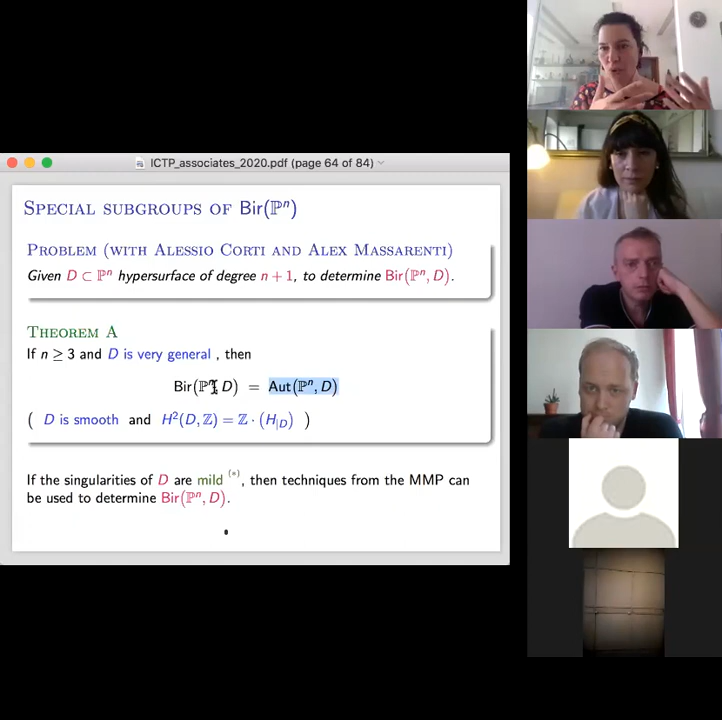 ICTP_associates_2020.pdf (page 64 of 84)
SPECIAL SUBGROUPS OF Bir(ℙⁿ)
PROBLEM (WITH ALESSIO CORTI AND ALEX MASSARENTI)
Given D ⊂ ℙⁿ hypersurface of degree n + 1, to determine Bir(ℙⁿ, D).
THEOREM A
If n ≥ 3 and D is very general , then
Bir(ℙⁿ, D) = Aut(ℙⁿ, D)
( D is smooth and H²(D, ℤ) = ℤ · (H|D) )
If the singularities of D are mild (*), then techniques from the MMP can
be used to determine Bir(ℙⁿ, D).